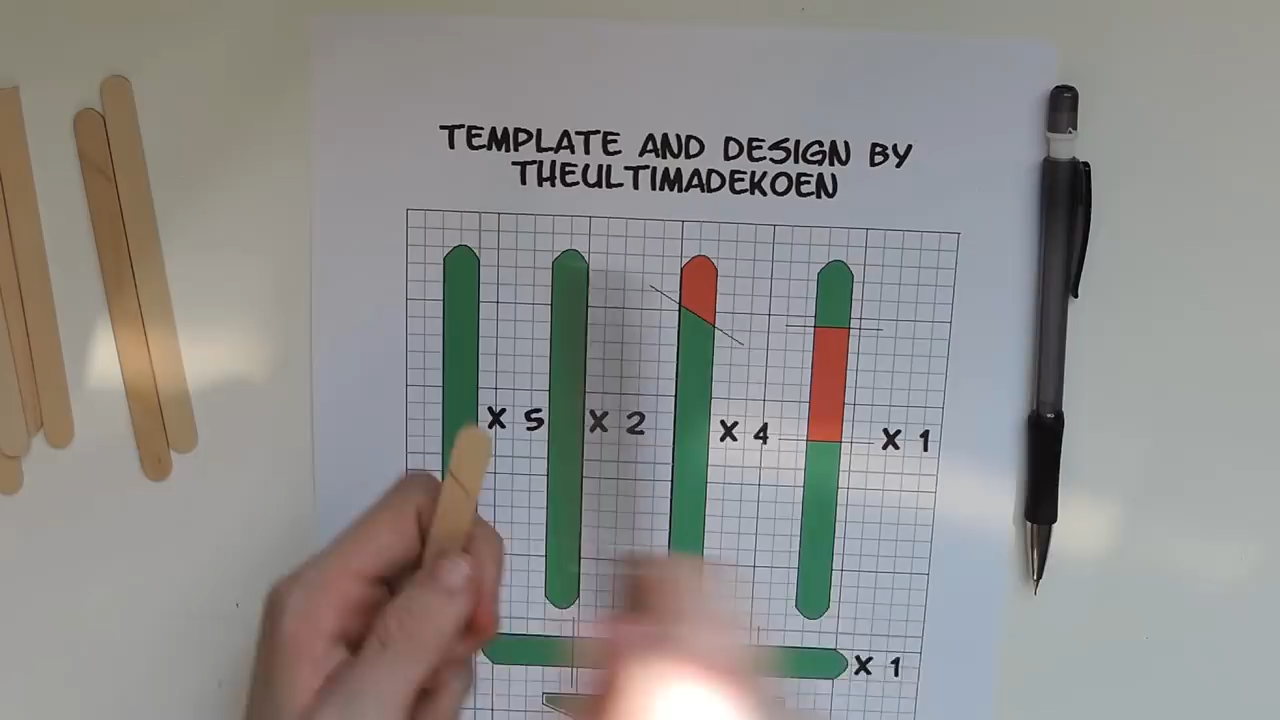 TEMPLATE AND DESIGN BY
THEULTIMADEKOEN
X 5
X 2
X 4
X 1
X 1